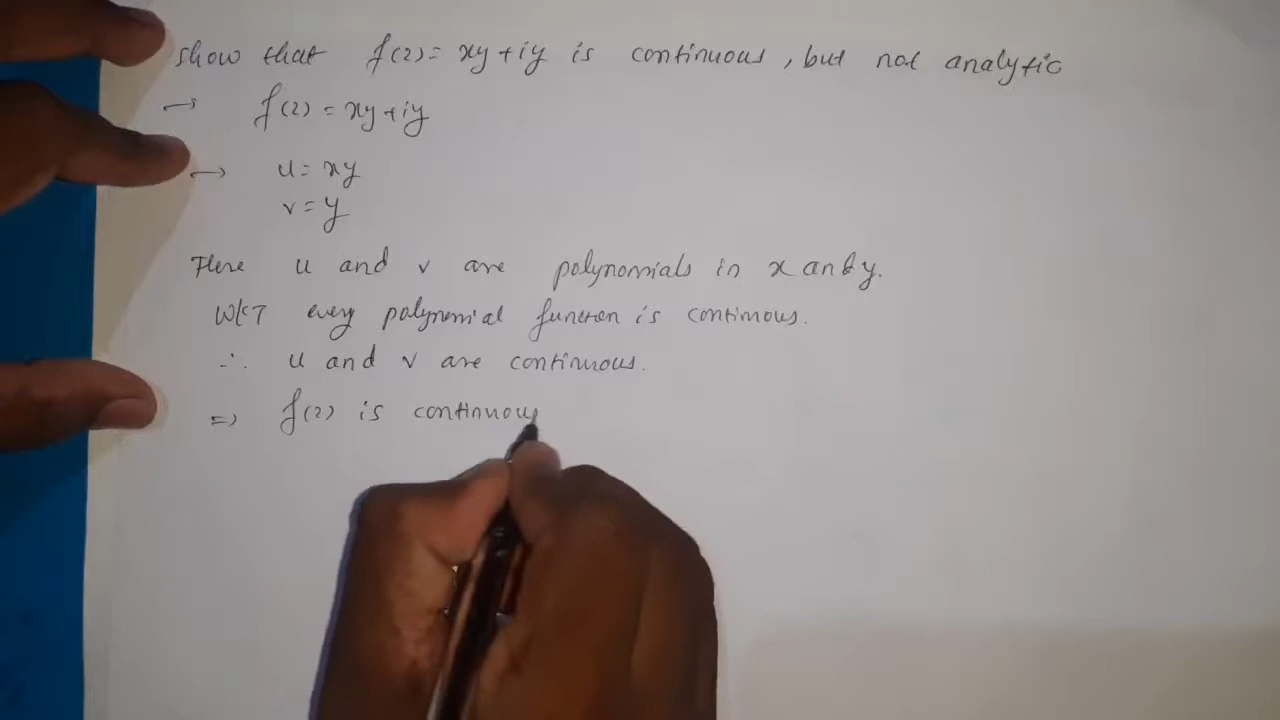 show that f(z)= xy+iy is continuous, but not analytic
→ f(z) = xy+iy
→ u= xy
v=y
Here u and v are polynomials in x and y.
WKT every polynomial function is continuous.
∴ u and v are continuous.
⇒ f(z) is continuous